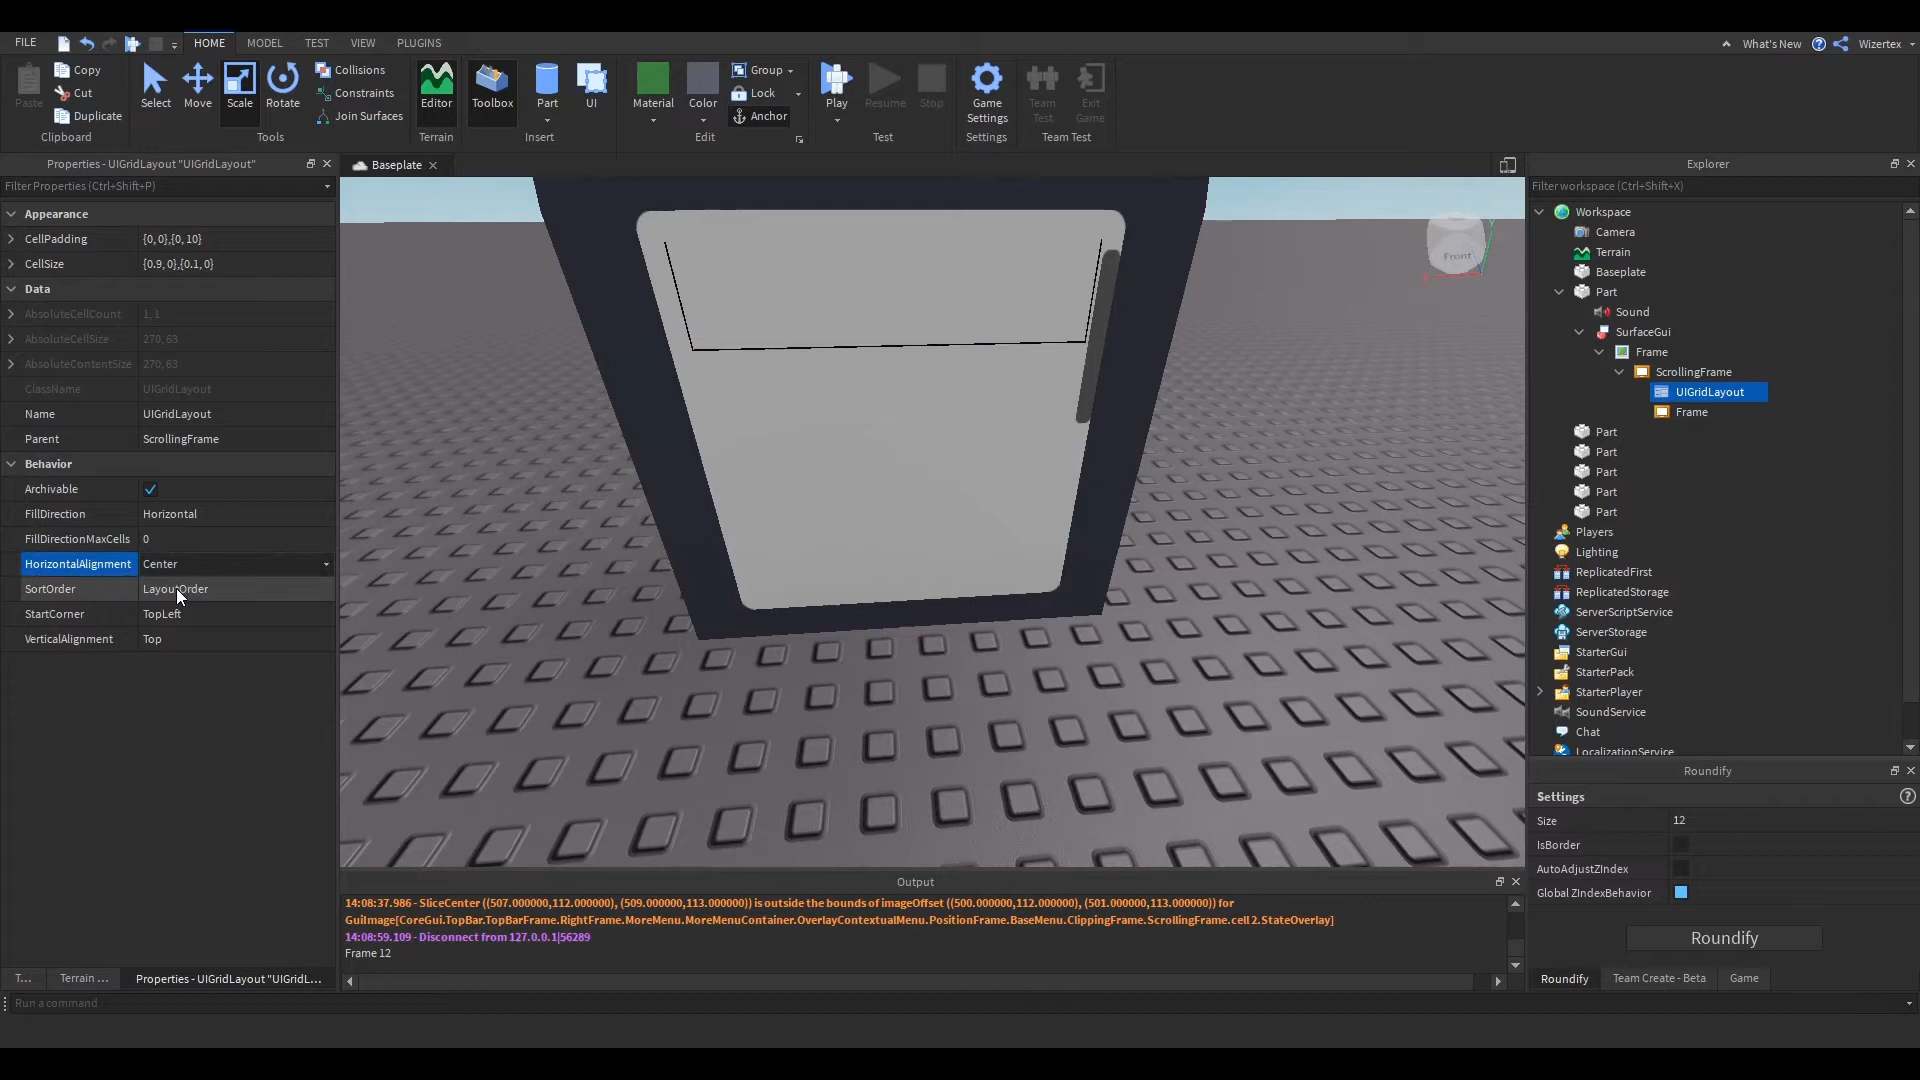 FILE
HOME
MODEL
TEST
VIEW
PLUGINS
What's New
Wizertex
Paste
Copy
Cut
Duplicate
Clipboard
Select
Move
Scale
Rotate
Collisions
Constraints
Join Surfaces
Tools
Editor
Terrain
Toolbox
Part
UI
Insert
Material
Color
Group
Lock
Anchor
Edit
Play
Resume
Stop
Test
Game
Settings
Settings
Team
Test
Exit
Game
Team Test
Properties - UIGridLayout "UIGridLayout"
Filter Properties (Ctrl+Shift+P)
Appearance
CellPadding {0, 0},{0, 10}
CellSize {0.9, 0},{0.1, 0}
Data
AbsoluteCellCount 1, 1
AbsoluteCellSize 270, 63
AbsoluteContentSize 270, 63
ClassName UIGridLayout
Name UIGridLayout
Parent ScrollingFrame
Behavior
Archivable
FillDirection Horizontal
FillDirectionMaxCells 0
HorizontalAlignment Center
SortOrder LayoutOrder
StartCorner TopLeft
VerticalAlignment Top
T...
Terrain ...
Properties - UIGridLayout "UIGridL...
Run a command
Baseplate
Front
Output
14:08:37.986 - SliceCenter ((507.000000,112.000000), (509.000000,113.000000)) is outside the bounds of imageOffset ((500.000000,112.000000), (501.000000,113.000000)) for
GuiImage[CoreGui.TopBar.TopBarFrame.RightFrame.MoreMenu.MoreMenuContainer.OverlayContextualMenu.PositionFrame.BaseMenu.ClippingFrame.ScrollingFrame.cell 2.StateOverlay]
14:08:59.109 - Disconnect from 127.0.0.1|56289
Frame 12
Explorer
Filter workspace (Ctrl+Shift+X)
Workspace
Camera
Terrain
Baseplate
Part
Sound
SurfaceGui
Frame
ScrollingFrame
UIGridLayout
Frame
Part
Part
Part
Part
Part
Players
Lighting
ReplicatedFirst
ReplicatedStorage
ServerScriptService
ServerStorage
StarterGui
StarterPack
StarterPlayer
SoundService
Chat
LocalizationService
Roundify
Settings
Size 12
IsBorder
AutoAdjustZIndex
Global ZIndexBehavior
Roundify
Roundify
Team Create - Beta
Game